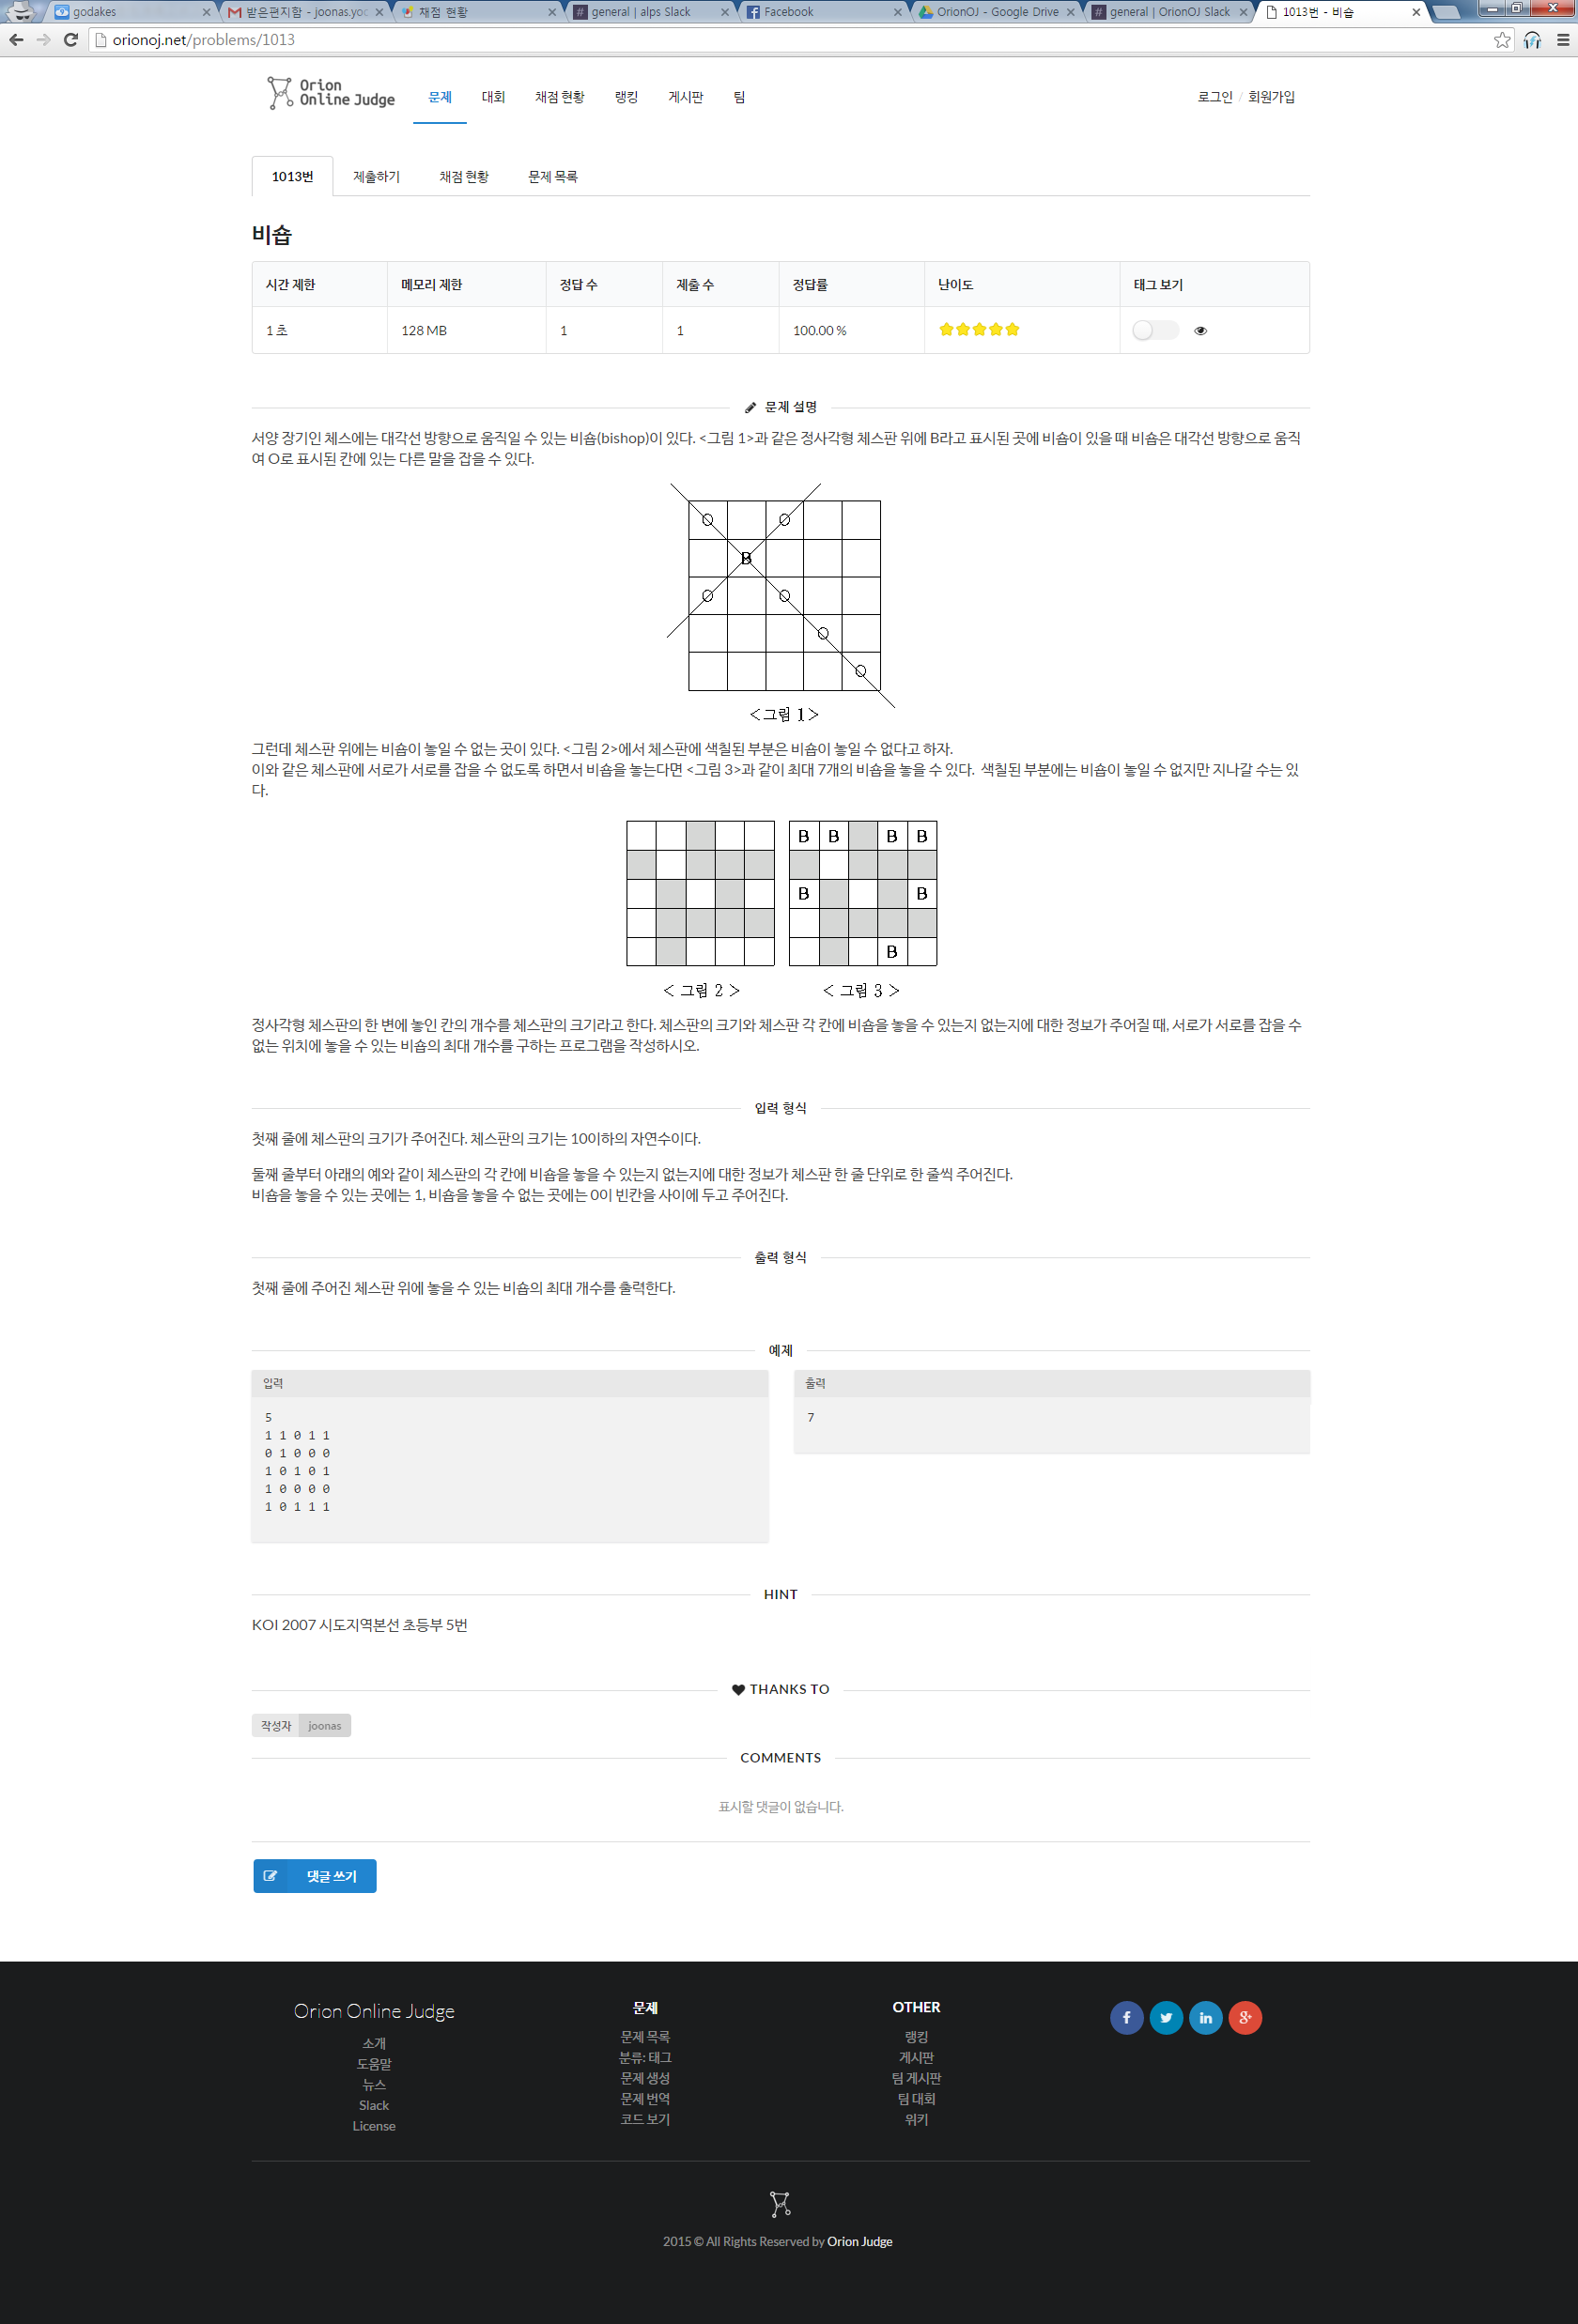 godakes
받은편지함 - joonas.yoo
채점 현황
general | alps Slack
Facebook
OrionOJ - Google Drive
general | OrionOJ Slack
1013번 - 비숍
orionoj.net/problems/1013
Orion
Online Judge
문제 대회 채점 현황 랭킹 게시판 팀
로그인 / 회원가입
1013번 제출하기 채점 현황 문제 목록
비숍
시간 제한 메모리 제한 정답 수 제출 수 정답률 난이도 태그 보기
1 초 128 MB 1 1 100.00 %
문제 설명
서양 장기인 체스에는 대각선 방향으로 움직일 수 있는 비숍(bishop)이 있다. <그림 1>과 같은 정사각형 체스판 위에 B라고 표시된 곳에 비숍이 있을 때 비숍은 대각선 방향으로 움직
여 O로 표시된 칸에 있는 다른 말을 잡을 수 있다.
O O
B
O O
O
O
<그림 1>
그런데 체스판 위에는 비숍이 놓일 수 없는 곳이 있다. <그림 2>에서 체스판에 색칠된 부분은 비숍이 놓일 수 없다고 하자.
이와 같은 체스판에 서로가 서로를 잡을 수 없도록 하면서 비숍을 놓는다면 <그림 3>과 같이 최대 7개의 비숍을 놓을 수 있다. 색칠된 부분에는 비숍이 놓일 수 없지만 지나갈 수는 있
다.
B B B B
B B
B
< 그림 2 > < 그림 3 >
정사각형 체스판의 한 변에 놓인 칸의 개수를 체스판의 크기라고 한다. 체스판의 크기와 체스판 각 칸에 비숍을 놓을 수 있는지 없는지에 대한 정보가 주어질 때, 서로가 서로를 잡을 수
없는 위치에 놓을 수 있는 비숍의 최대 개수를 구하는 프로그램을 작성하시오.
입력 형식
첫째 줄에 체스판의 크기가 주어진다. 체스판의 크기는 10이하의 자연수이다.
둘째 줄부터 아래의 예와 같이 체스판의 각 칸에 비숍을 놓을 수 있는지 없는지에 대한 정보가 체스판 한 줄 단위로 한 줄씩 주어진다.
비숍을 놓을 수 있는 곳에는 1, 비숍을 놓을 수 없는 곳에는 0이 빈칸을 사이에 두고 주어진다.
출력 형식
첫째 줄에 주어진 체스판 위에 놓을 수 있는 비숍의 최대 개수를 출력한다.
예제
입력
5
1 1 0 1 1
0 1 0 0 0
1 0 1 0 1
1 0 0 0 0
1 0 1 1 1
출력
7
HINT
KOI 2007 시도지역본선 초등부 5번
THANKS TO
작성자 joonas
COMMENTS
표시할 댓글이 없습니다.
댓글 쓰기
Orion Online Judge
소개
도움말
뉴스
Slack
License
문제
문제 목록
분류: 태그
문제 생성
문제 번역
코드 보기
OTHER
랭킹
게시판
팀 게시판
팀 대회
위키
2015 © All Rights Reserved by Orion Judge